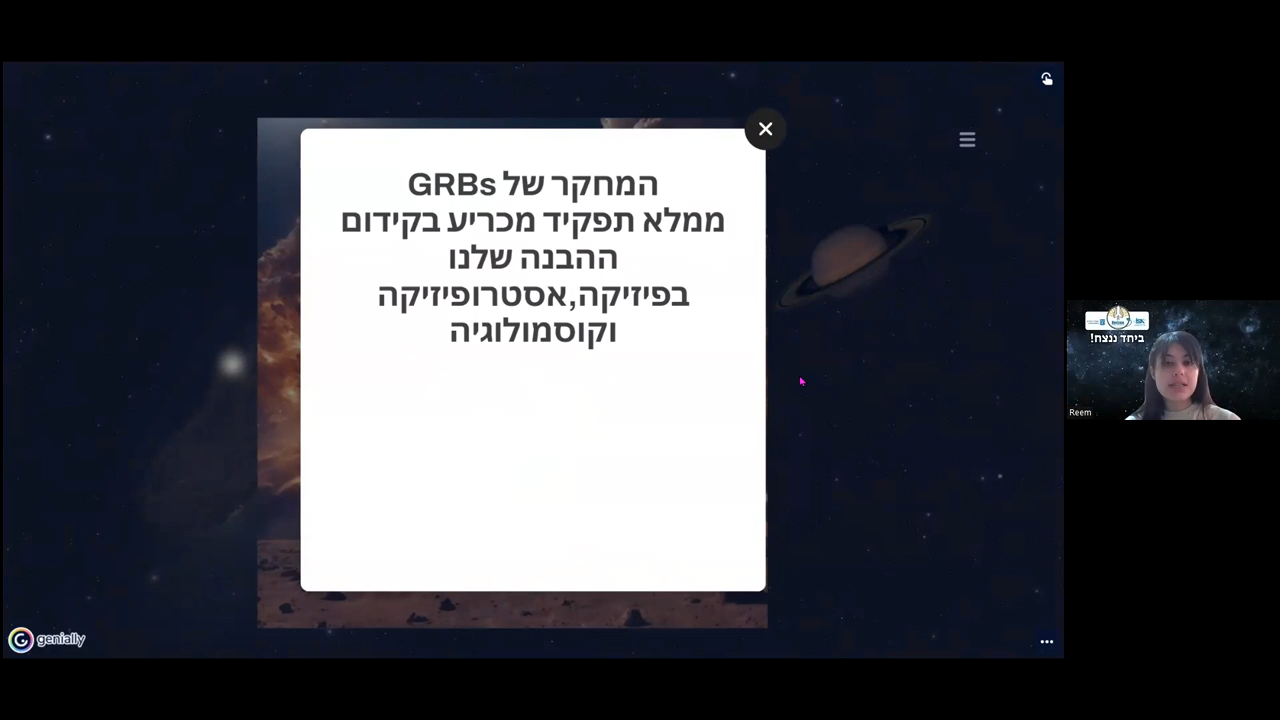 המחקר של GRBs
ממלא תפקיד מכריע בקידום
ההבנה שלנו
בפיזיקה,אסטרופיזיקה
וקוסמולוגיה
ביחד ננצח!
Reem
genially